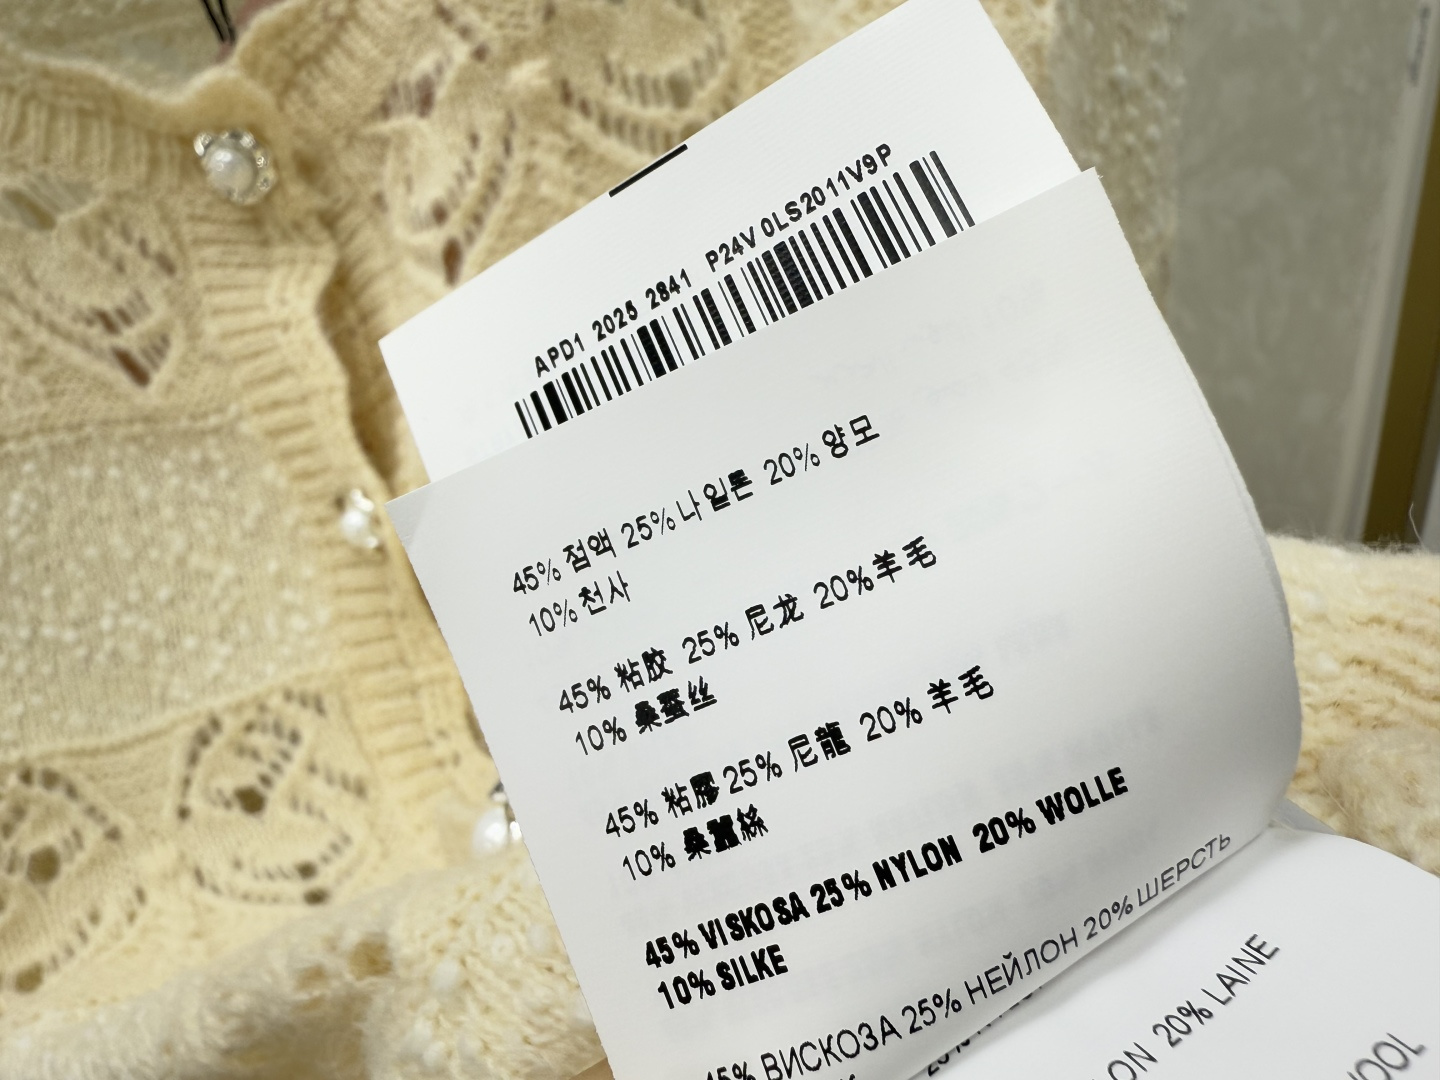 APD1 2025 2841 P24V 0LS2011V9P
45% 점액 25% 나일론 20% 양모
10% 천사
45% 粘胶 25% 尼龙 20% 羊毛
10% 桑蚕丝
45% 粘膠 25% 尼龍 20% 羊毛
10% 桑蠶絲
45% VISKOSA 25% NYLON 20% WOLLE
10% SILKE
45% ВИСКОЗА 25% НЕЙЛОН 20% ШЕРСТЬ
20% LAINE